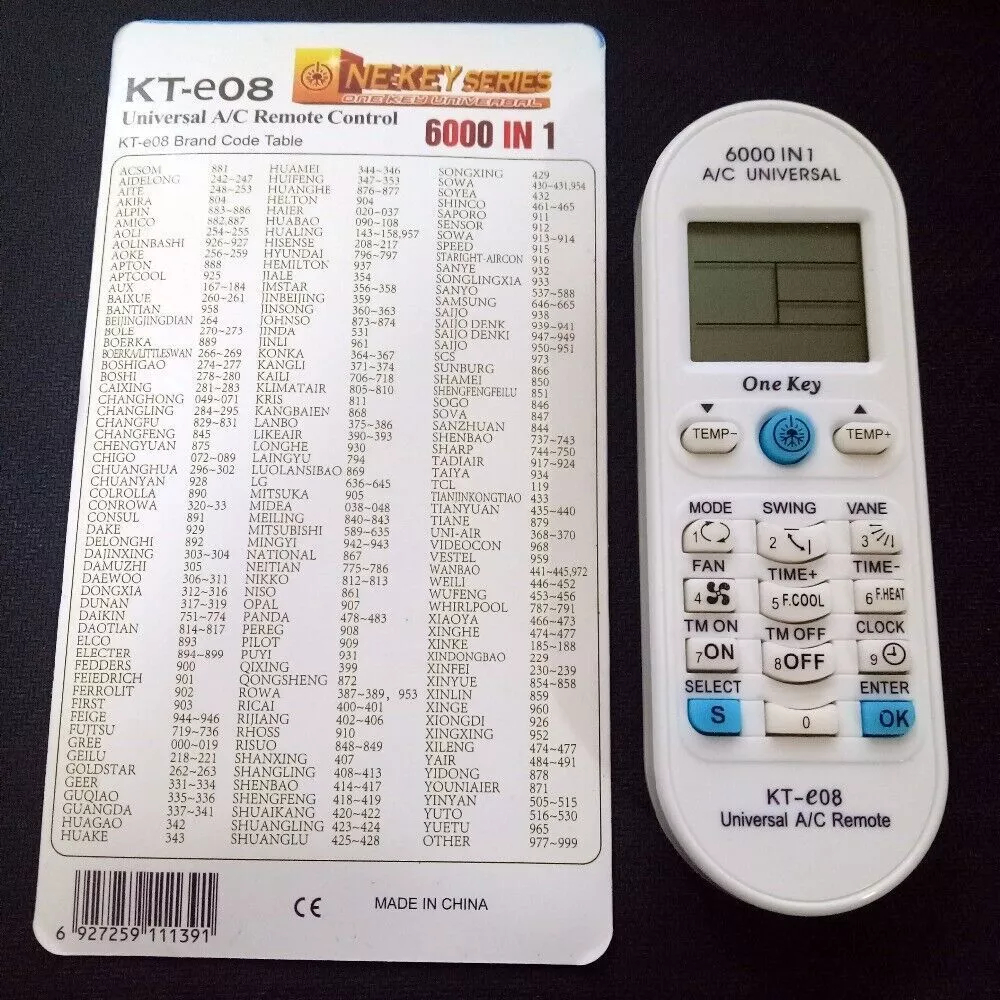 KT-e08
ONE-KEY SERIES
ONE KEY UNIVERSAL
Universal A/C Remote Control
KT-e08 Brand Code Table
6000 IN 1
ACSOM 881
AIDELONG 242~247
AITE 248~253
AKIRA 804
ALPIN 883~886
AMICO 882,887
AOLI 254~255
AOLINBASHI 926~927
AOKE 256~259
APTON 888
APTCOOL 925
AUX 167~184
BAIXUE 260~261
BANTIAN 958
BEIJINGJINGDIAN 264
BOLE 270~273
BOERKA 889
BOERKA/LITTLESWAN 266~269
BOSHIGAO 274~277
BOSHI 278~280
CAIXING 281~283
CHANGHONG 049~071
CHANGLING 284~295
CHANGFU 829~831
CHANGFENG 845
CHENGYUAN 875
CHIGO 072~089
CHUANGHUA 296~302
CHUANYAN 928
COLROLLA 890
CONROWA 320~33
CONSUL 891
DAKE 929
DELONGHI 892
DAJINXING 303~304
DAMUZHI 305
DAEWOO 306~311
DONGXIA 312~316
DUNAN 317~319
DAIKIN 751~774
DAOTIAN 814~817
ELCO 893
ELECTER 894~899
FEDDERS 900
FEIEDRICH 901
FERROLIT 902
FIRST 903
FEIGE 944~946
FUJTSU 719~736
GREE 000~019
GEILU 218~221
GOLDSTAR 262~263
GEER 331~334
GUQIAO 335~336
GUANGDA 337~341
HUAGAO 342
HUAKE 343
HUAMEI 344~346
HUIFENG 347~353
HUANGHE 876~877
HELTON 904
HAIER 020~037
HUABAO 090~108
HUALING 143~158,957
HISENSE 208~217
HYUNDAI 796~797
HEMILTON 937
JIALE 354
JMSTAR 356~358
JINBEIJING 359
JINSONG 360~363
JOHNSO 873~874
JINDA 531
JINLI 961
KONKA 364~367
KANGLI 371~374
KAILI 706~718
KLIMATAIR 805~810
KRIS 811
KANGBAIEN 868
LANBO 375~386
LIKEAIR 390~393
LONGHE 930
LAINGYU 794
LUOLANSIBAO 869
LG 636~645
MITSUKA 905
MIDEA 038~048
MEILING 840~843
MITSUBISHI 589~635
MINGYI 942~943
NATIONAL 867
NEITIAN 775~786
NIKKO 812~813
NISO 861
OPAL 907
PANDA 478~483
PEREG 908
PILOT 909
PUYI 931
QIXING 399
QONGSHENG 872
ROWA 387~389, 953
RICAI 400~401
RIJIANG 402~406
RHOSS 910
RISUO 848~849
SHANXING 407
SHANGLING 408~413
SHENBAO 414~417
SHENGFENG 418~419
SHUAIKANG 420~422
SHUANGLING 423~424
SHUANGLU 425~428
SONGXING 429
SOWA 430~431,954
SOYEA 432
SHINCO 461~465
SAPORO 911
SENSOR 912
SOWA 913~914
SPEED 915
STARIGHT-AIRCON 916
SANYE 932
SONGLINGXIA 933
SANYO 537~588
SAMSUNG 646~665
SAIJO 938
SAIJO DENK 939~941
SAIJO DENKI 947~949
SAIJO 950~951
SCS 973
SUNBURG 866
SHAMEI 850
SHENGFENGFEILU 851
SOGO 846
SOVA 847
SANZHUAN 844
SHENBAO 737~743
SHARP 744~750
TADIAIR 917~924
TAIYA 934
TCL 119
TIANJINKONGTIAO 433
TIANYUAN 435~440
TIANE 879
UNI-AIR 368~370
VIDEOCON 968
VESTEL 959
WANBAO 441~445,972
WEILI 446~452
WUFENG 453~456
WHIRLPOOL 787~791
XIAOYA 466~473
XINGHE 474~477
XINKE 185~188
XINDONGBAO 229
XINFEI 230~239
XINYUE 854~858
XINLIN 859
XINGE 960
XIONGDI 926
XINGXING 952
XILENG 474~477
YAIR 484~491
YIDONG 878
YOUNIAIER 871
YINYAN 505~515
YUTO 516~530
YUETU 965
OTHER 977~999
6 927259 111391
CE
MADE IN CHINA
6000 IN 1
A/C UNIVERSAL
One Key
TEMP- TEMP+
MODE SWING VANE
1 2 3
FAN TIME+ TIME-
4 5 F.COOL 6 F.HEAT
TM ON TM OFF CLOCK
7 ON 8 OFF 9
SELECT ENTER
S 0 OK
KT-e08
Universal A/C Remote